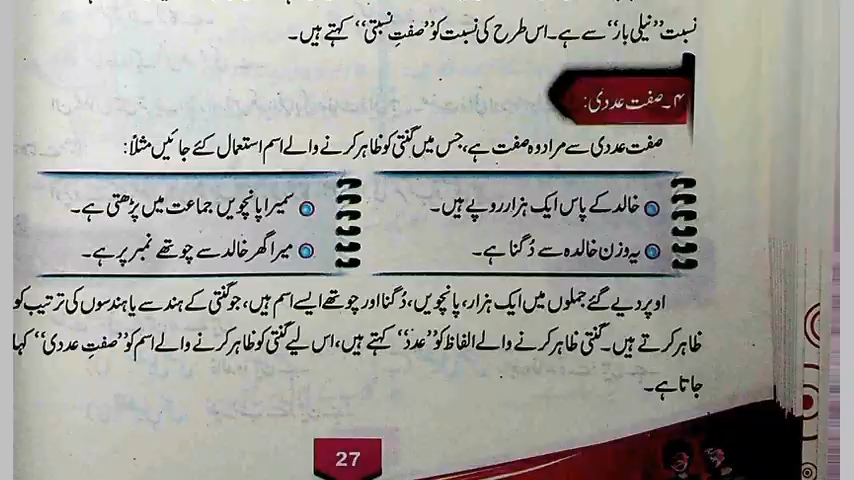 نسبت ”نیلی بار“ سے ہے۔ اس طرح کی نسبت کو ”صفتِ نسبتی“ کہتے ہیں۔
۴۔ صفت عددی:
صفت عددی سے مراد وہ صفت ہے، جس میں گنتی کو ظاہر کرنے والے اسم استعمال کئے جائیں مثلاً:
خالد کے پاس ایک ہزار روپے ہیں۔
سمیرا پانچویں جماعت میں پڑھتی ہے۔
یہ وزن خالدہ سے دُگنا ہے۔
میرا گھر خالد سے چوتھے نمبر پر ہے۔
اوپر دیے گئے جملوں میں ایک ہزار، پانچویں، دُگنا اور چوتھے ایسے اسم ہیں، جو گنتی کے ہندسے یا ہندسوں کی ترتیب کو
ظاہر کرتے ہیں۔ گنتی ظاہر کرنے والے الفاظ کو ”عدد“ کہتے ہیں، اس لیے گنتی کو ظاہر کرنے والے اسم کو ”صفتِ عددی“ کہا
جاتا ہے۔
27